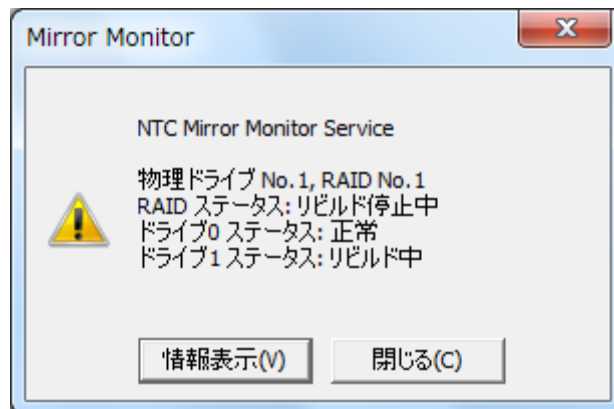 Mirror Monitor
NTC Mirror Monitor Service
物理ドライブ No.1, RAID No.1
RAID ステータス: リビルド停止中
ドライブ0 ステータス: 正常
ドライブ1 ステータス: リビルド中
情報表示(V)
閉じる(C)